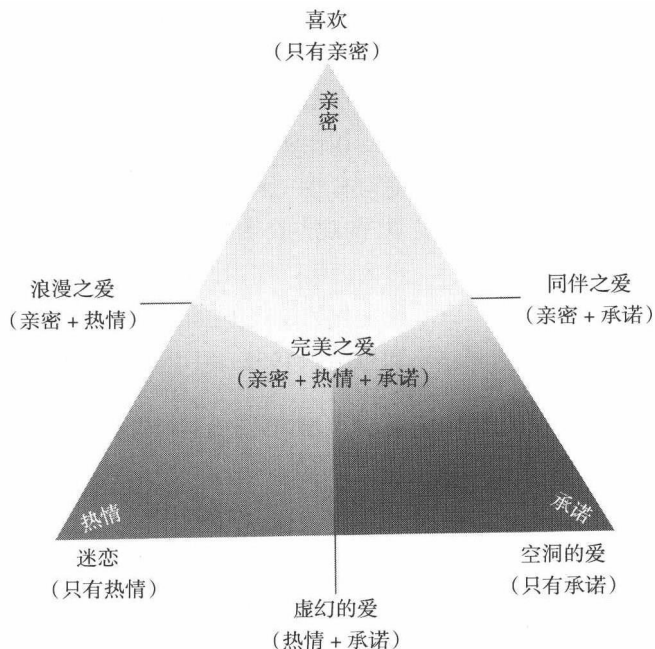 喜欢
（只有亲密）
亲密
浪漫之爱
（亲密 + 热情）
同伴之爱
（亲密 + 承诺）
完美之爱
（亲密 + 热情 + 承诺）
热情
承诺
迷恋
（只有热情）
空洞的爱
（只有承诺）
虚幻的爱
（热情 + 承诺）